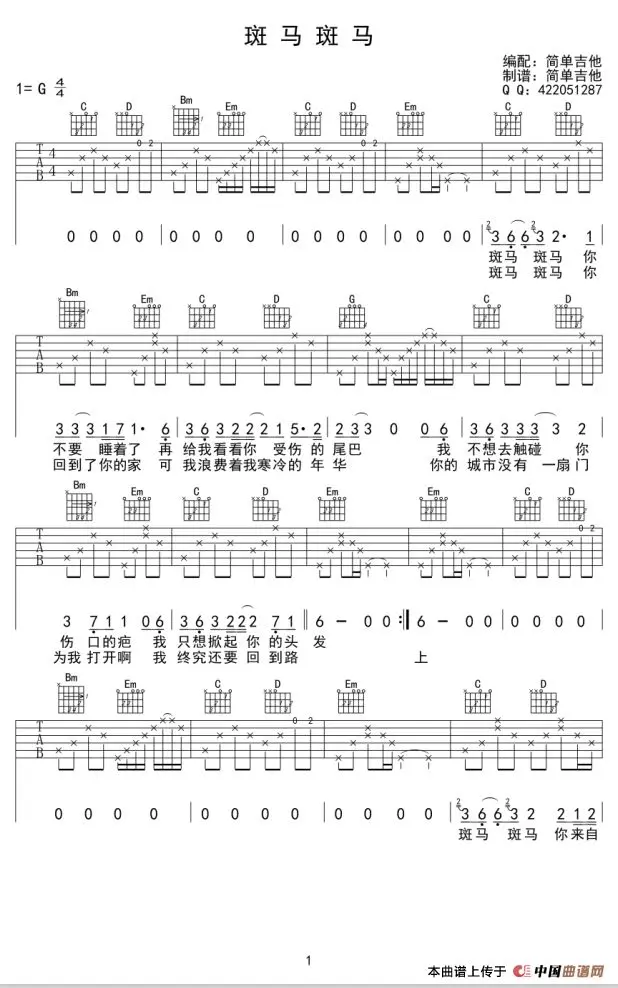 斑马斑马
编配：简单吉他
制谱：简单吉他
1= G 4/4
Q Q：422051287
C D Bm Em C D Em
0 2 0 2
T A B 4 4
0 0 0 0 0 0 0 0 0 0 0 0 0 0 0 0 3 6 6 3 2· 1
斑马 斑马 你
斑马 斑马 你
Bm Em C D G C D
T A B
3 3 3 1 7 1· 6 3 6 3 2 2 2 1 5· 2 2 3 3 0 0 6 3 6 3 3 3 3 2
不要 睡着了 再 给我看看你 受伤的 尾巴 我 不想去触碰 你
回到了你的家 可 我浪费着我寒冷的 年 华 你的 城市没有 一扇门
Bm Em C D Em Em C D
0 2
T A B
3 7 1 1 0 6 3 6 3 2 2 2 7 1 6 – 0 0 :‖ 6 – 0 0 0 0 0 0
伤 口的疤 我 只想掀起 你 的头 发
为我 打开啊 我 终究还要 回 到路 上
Bm Em C D Em C D
0 2
T A B
0 0 0 0 0 0 0 0 0 0 0 0 3 6 6 3 2 2 1 2
斑马 斑马 你来自
1
本曲谱上传于 中国曲谱网